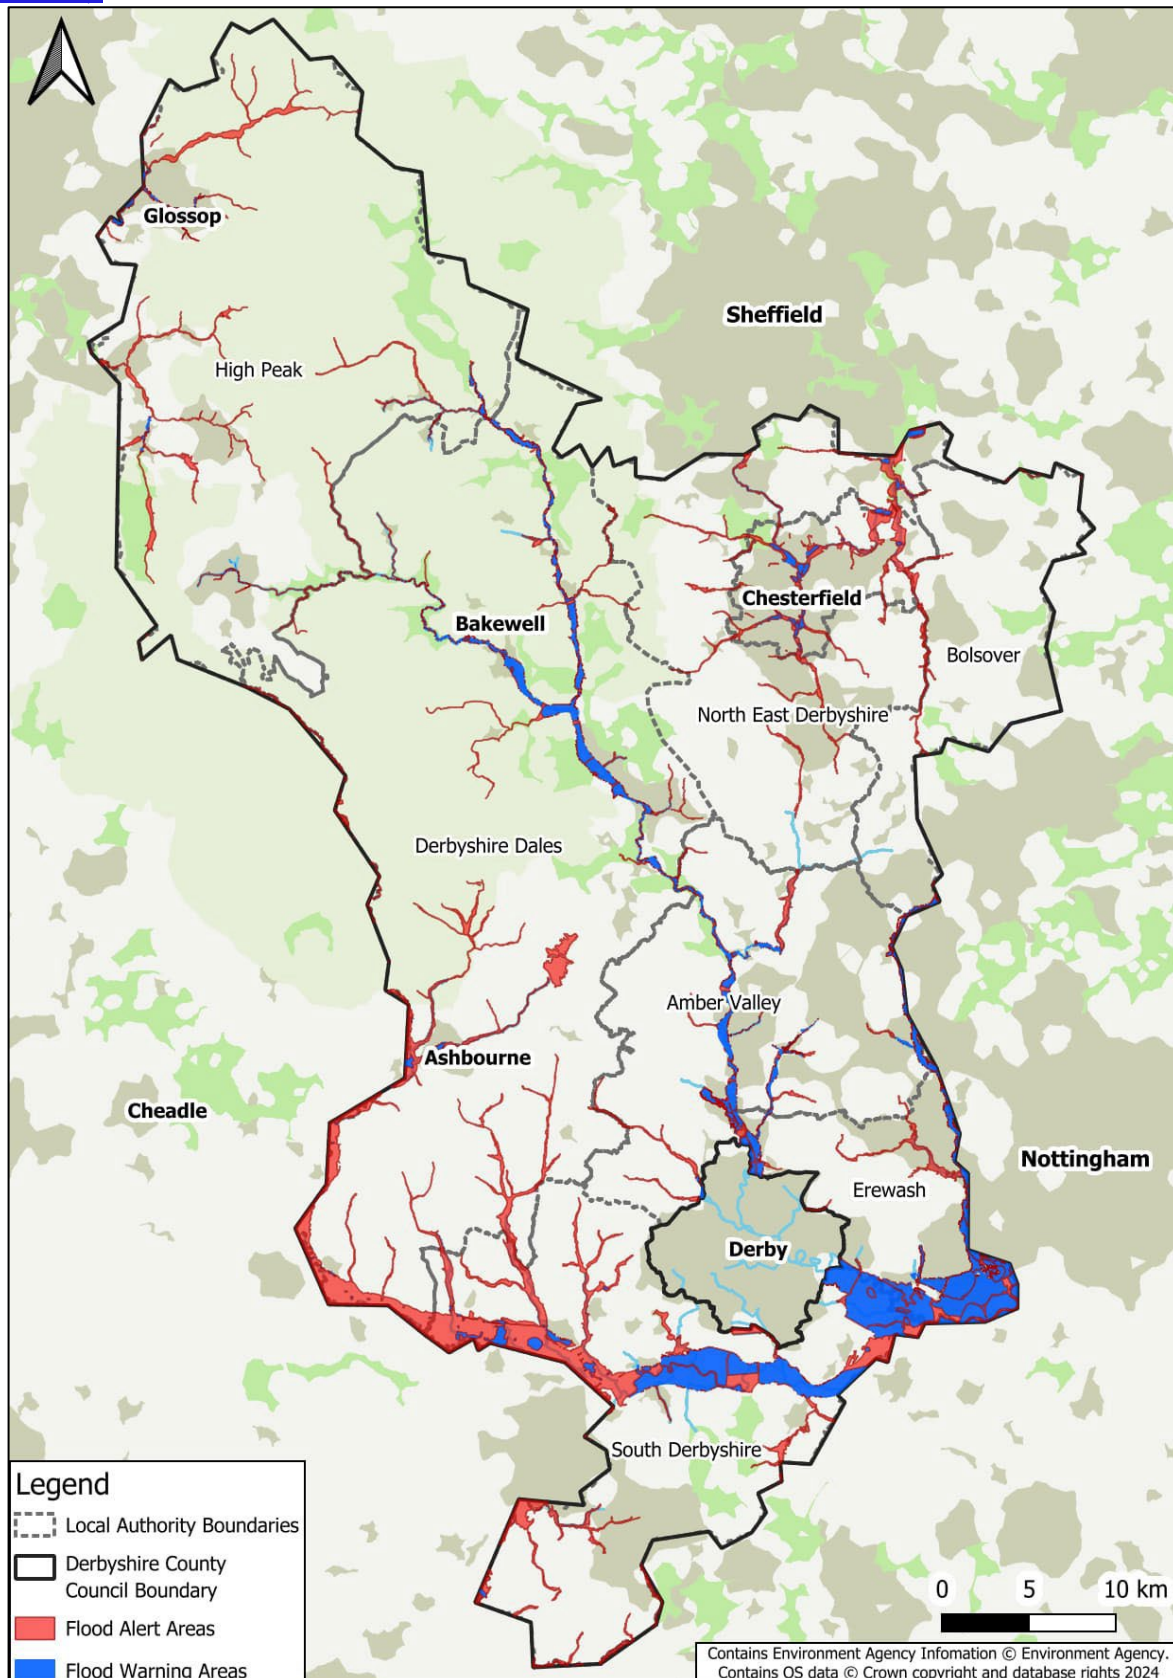 Glossop
Sheffield
High Peak
Chesterfield
Bakewell
Bolsover
North East Derbyshire
Derbyshire Dales
Amber Valley
Ashbourne
Cheadle
Nottingham
Erewash
Derby
South Derbyshire
Legend
Local Authority Boundaries
Derbyshire County
Council Boundary
Flood Alert Areas
Flood Warning Areas
0 5 10 km
Contains Environment Agency Infomation © Environment Agency.
Contains OS data © Crown copyright and database rights 2024